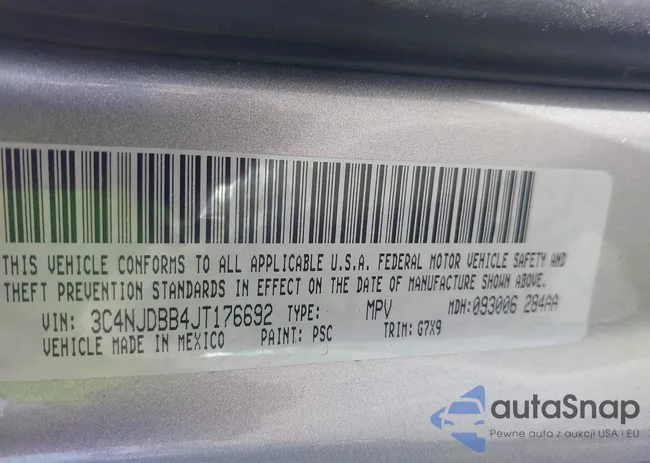 THIS VEHICLE CONFORMS TO ALL APPLICABLE U.S.A. FEDERAL MOTOR VEHICLE SAFETY AND
THEFT PREVENTION STANDARDS IN EFFECT ON THE DATE OF MANUFACTURE SHOWN ABOVE.
VIN: 3C4NJDBB4JT176692 TYPE: MPV MDH: 093006 284AA
VEHICLE MADE IN MEXICO PAINT: PSC TRIM: G7X9
autaSnap
Pewne auta z aukcji USA i EU